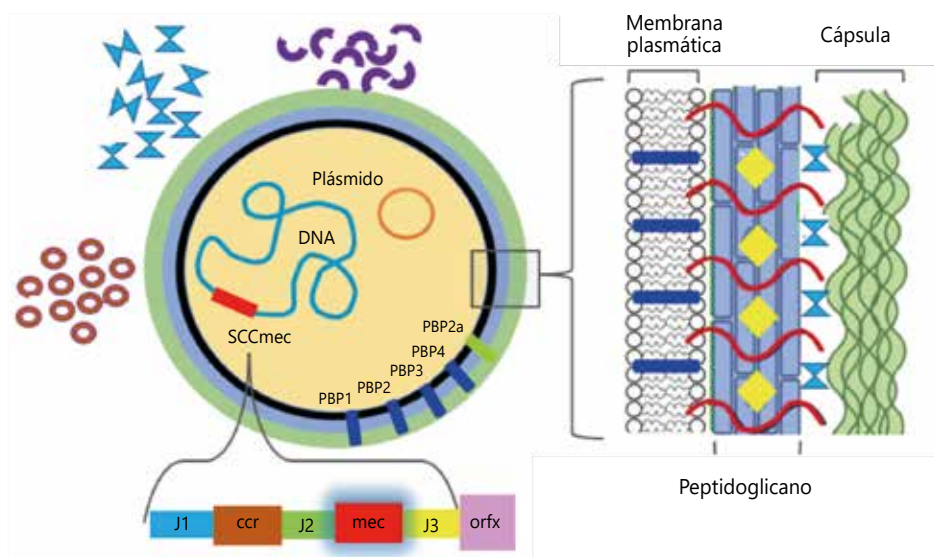 Membrana
plasmática
Cápsula
Plásmido
DNA
SCCmec
PBP2a
PBP4
PBP3
PBP2
PBP1
Peptidoglicano
J1
ccr
J2
mec
J3
orfx